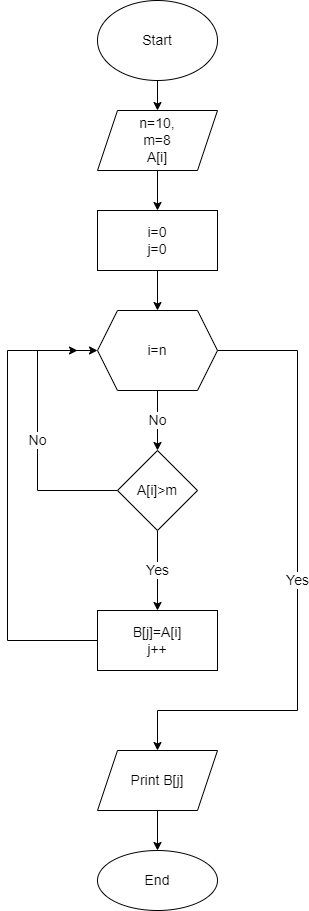 Start
n=10,
m=8
A[i]
i=0
j=0
i=n
No
No
A[i]>m
Yes
Yes
B[j]=A[i]
j++
Print B[j]
End